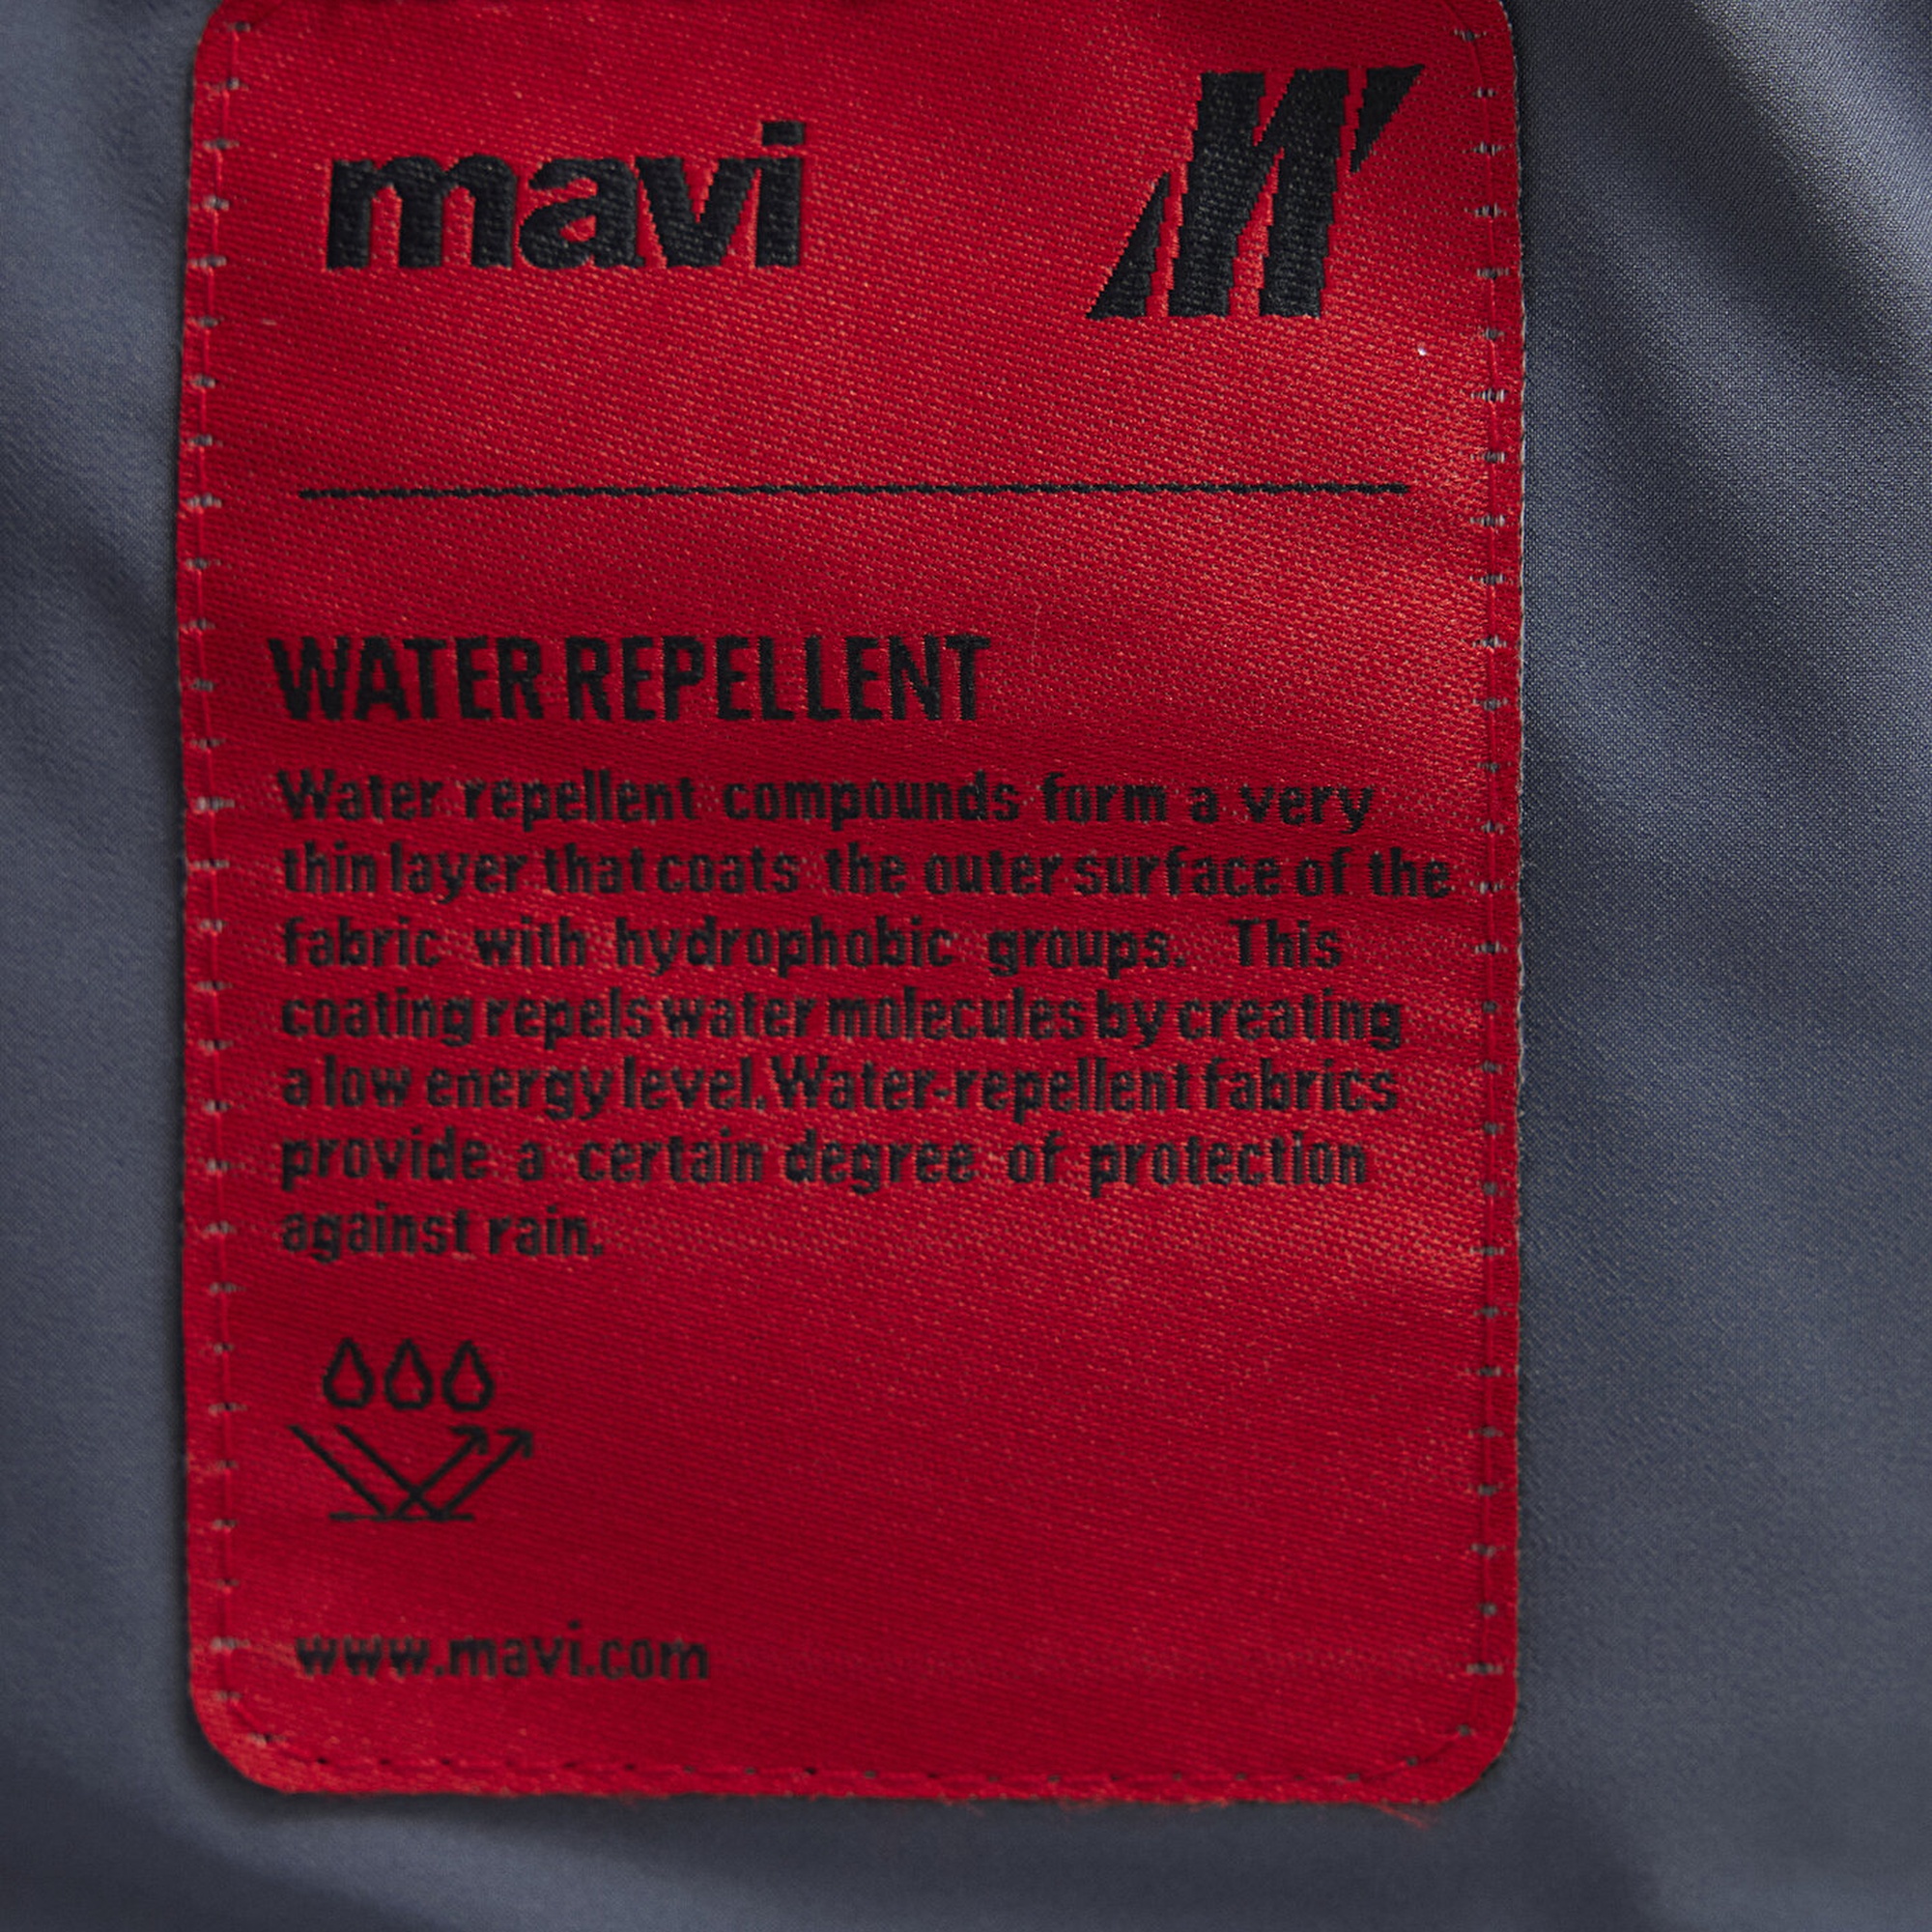 mavi
WATER REPELLENT
Water repellent compounds form a very
thin layer that coats the outer surface of the
fabric with hydrophobic groups. This
coating repels water molecules by creating
a low energy level. Water-repellent fabrics
provide a certain degree of protection
against rain.
www.mavi.com